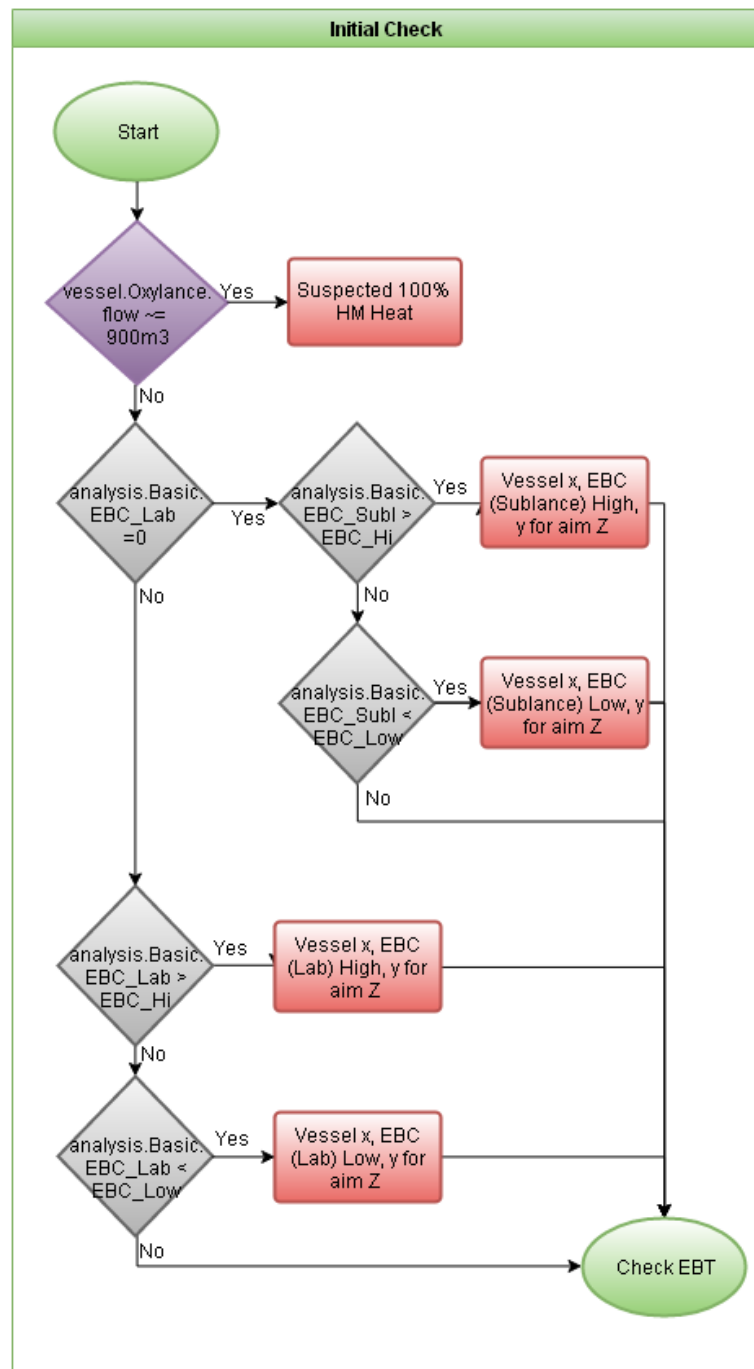 Initial Check
Start
vessel.Oxylance.
flow ~=
900m3
Yes
Suspected 100%
HM Heat
No
analysis.Basic.
EBC_Lab
=0
Yes
analysis.Basic.
EBC_Subl >
EBC_Hi
Yes
Vessel x, EBC
(Sublance) High,
y for aim Z
No
No
analysis.Basic.
EBC_Subl <
EBC_Low
Yes
Vessel x, EBC
(Sublance) Low, y
for aim Z
No
analysis.Basic.
EBC_Lab >
EBC_Hi
Yes
Vessel x, EBC
(Lab) High, y for
aim Z
No
analysis.Basic.
EBC_Lab <
EBC_Low
Yes
Vessel x, EBC
(Lab) Low, y for
aim Z
No
Check EBT